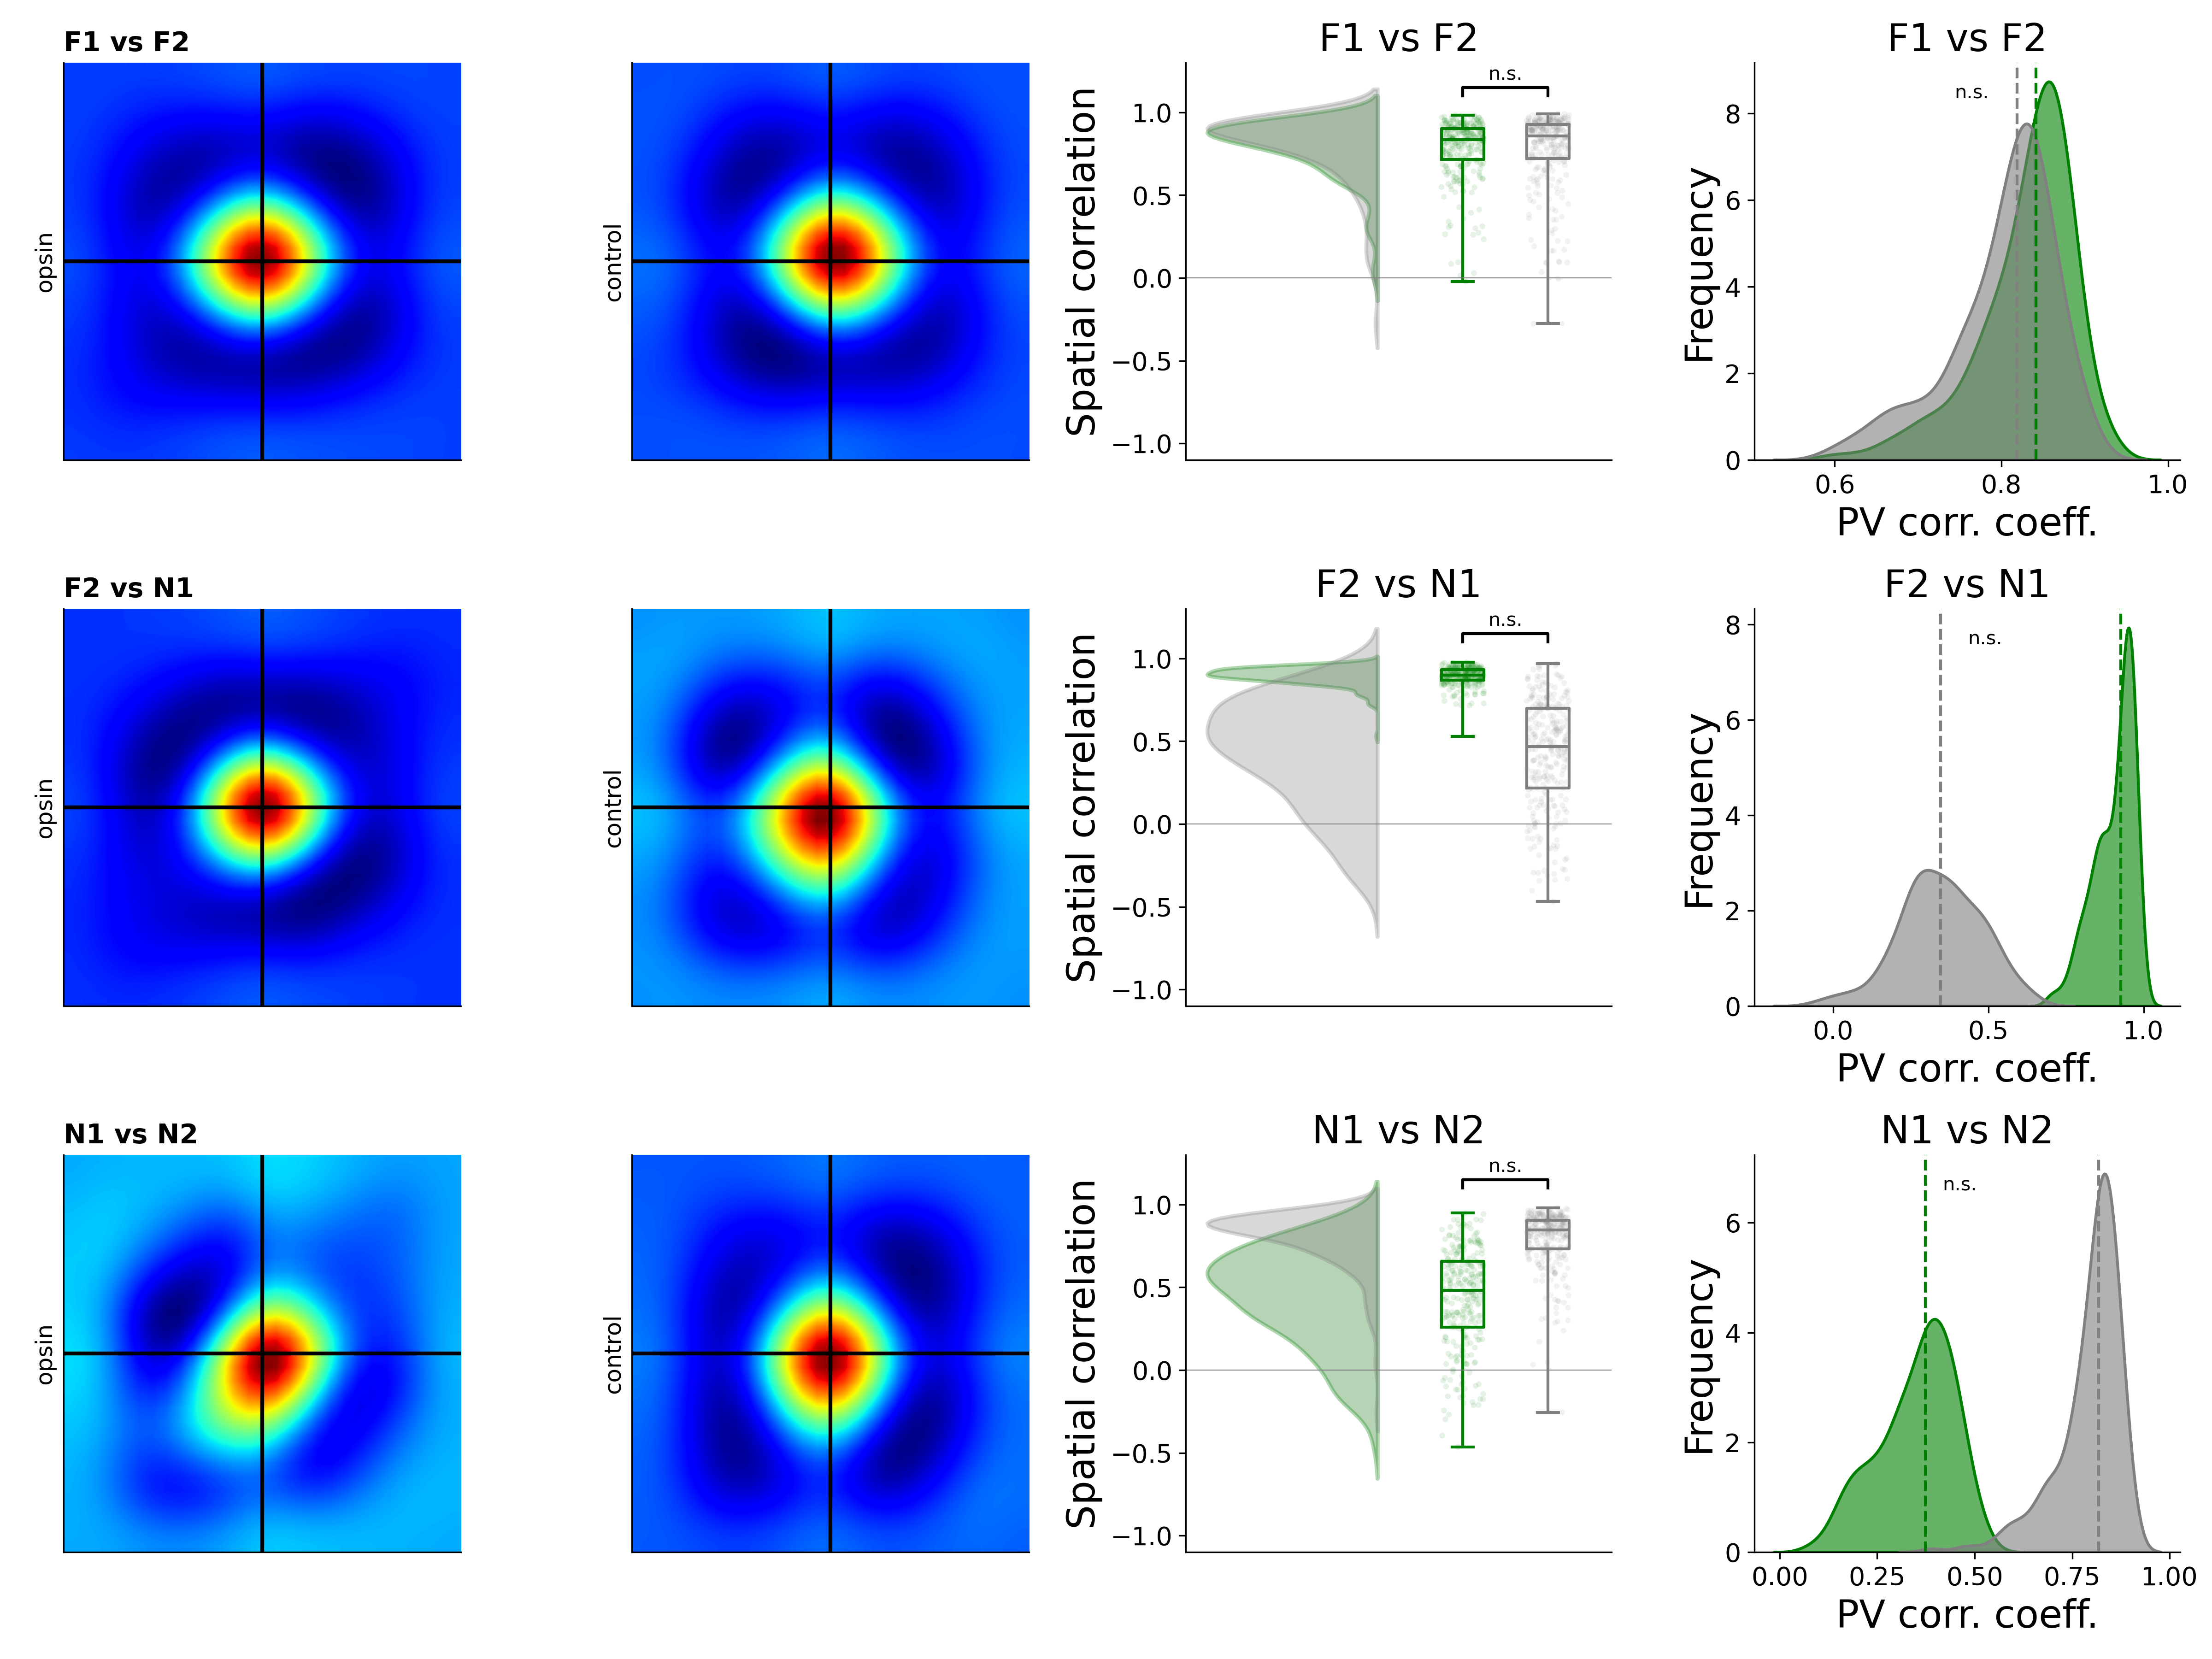 F1 vs F2
opsin
control
F1 vs F2
n.s.
Spatial correlation
1.0
0.5
0.0
−0.5
−1.0
F1 vs F2
n.s.
Frequency
8
6
4
2
0
0.6 0.8 1.0
PV corr. coeff.
F2 vs N1
opsin
control
F2 vs N1
n.s.
Spatial correlation
1.0
0.5
0.0
−0.5
−1.0
F2 vs N1
n.s.
Frequency
8
6
4
2
0
0.0 0.5 1.0
PV corr. coeff.
N1 vs N2
opsin
control
N1 vs N2
n.s.
Spatial correlation
1.0
0.5
0.0
−0.5
−1.0
N1 vs N2
n.s.
Frequency
6
4
2
0
0.00 0.25 0.50 0.75 1.00
PV corr. coeff.